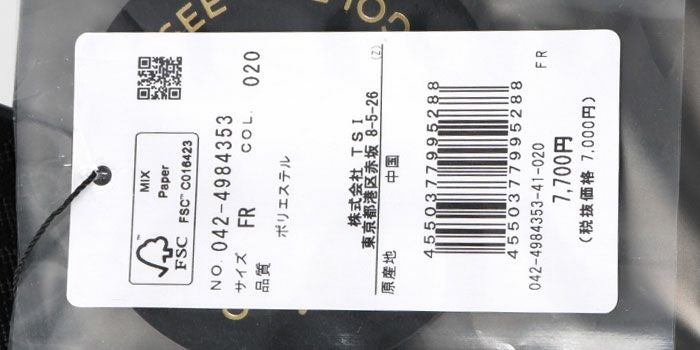 MIX
Paper
FSC™ C016423
FSC
NO. 042-4984353
COL. 020
サイズ FR
品質 ポリエステル
株式会社 TSI
東京都港区赤坂 8-5-26
(Z)
原産地 中国
4550377995288
4550377995288
042-4984353-41-020
FR
7,700円
(税抜価格 7,000円)
SEE